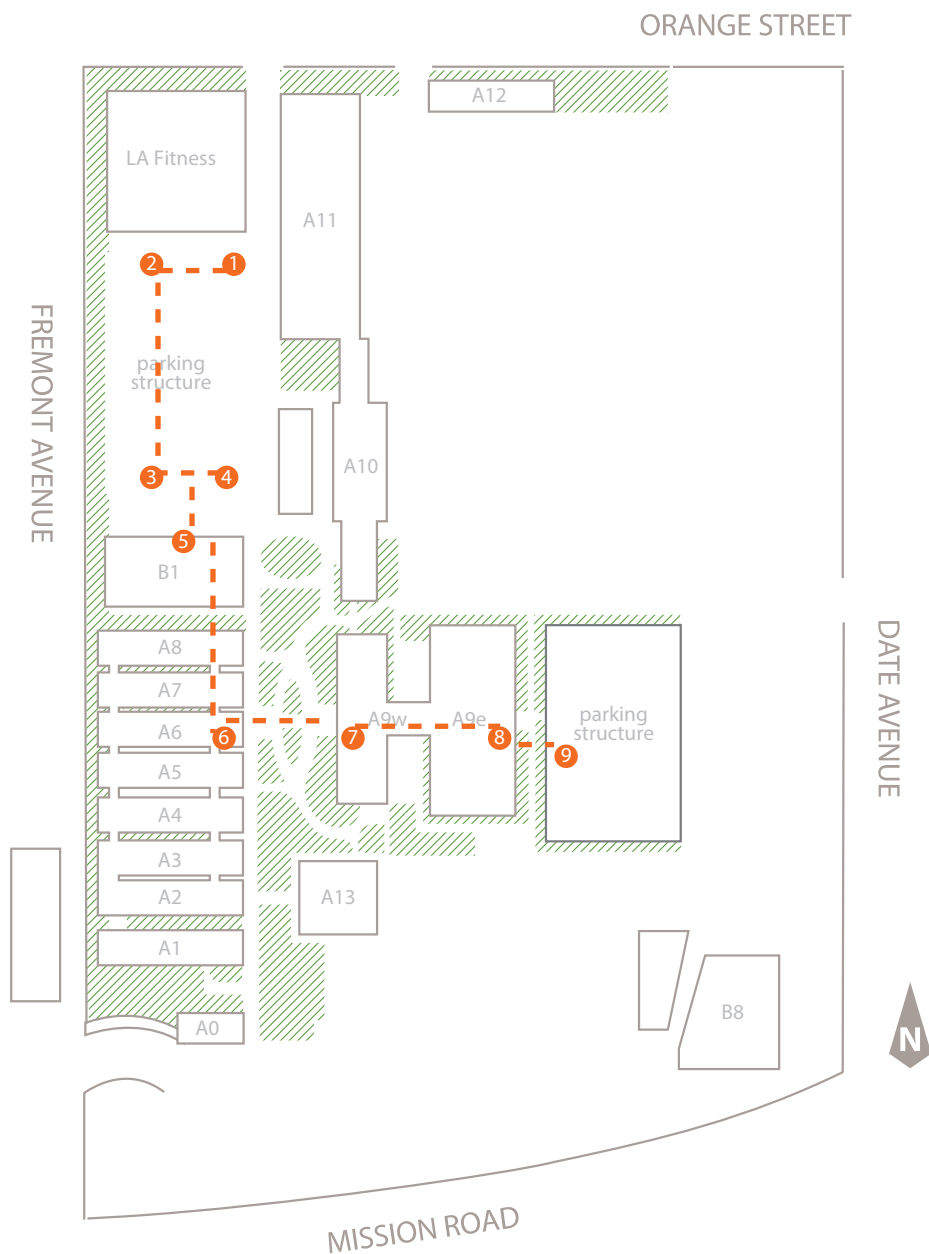 ORANGE STREET
A12
LA Fitness
A11
2
1
FREMONT AVENUE
parking
structure
A10
3
4
5
B1
A8
A7
A6
6
A5
A4
A3
A2
A1
A0
A9w
A9e
7
8
9
parking
structure
DATE AVENUE
A13
B8
N
MISSION ROAD